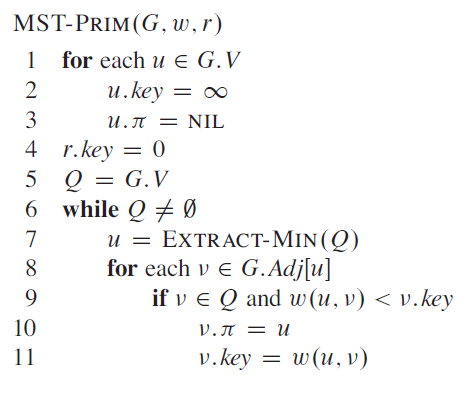 MST-PRIM(G, w, r)
1 for each u ∈ G.V
2 u.key = ∞
3 u.π = NIL
4 r.key = 0
5 Q = G.V
6 while Q ≠ ∅
7 u = EXTRACT-MIN(Q)
8 for each v ∈ G.Adj[u]
9 if v ∈ Q and w(u, v) < v.key
10 v.π = u
11 v.key = w(u, v)